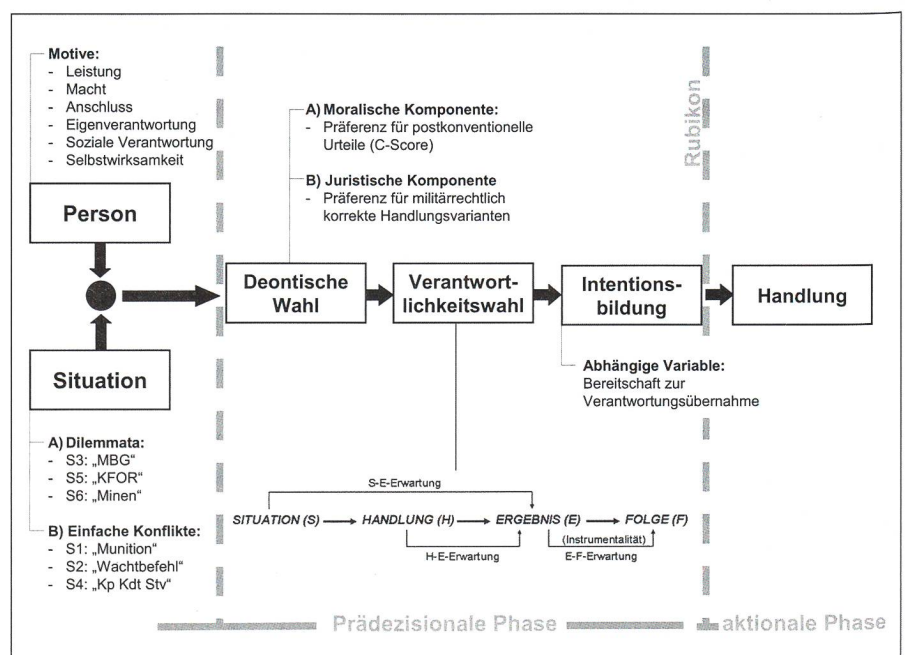 Motive:
- Leistung
- Macht
- Anschluss
- Eigenverantwortung
- Soziale Verantwortung
- Selbstwirksamkeit
Person
Situation
A) Dilemmata:
- S3: „MBG“
- S5: „KFOR“
- S6: „Minen“
B) Einfache Konflikte:
- S1: „Munition“
- S2: „Wachtbefehl“
- S4: „Kp Kdt Stv“
A) Moralische Komponente:
- Präferenz für postkonventionelle
Urteile (C-Score)
B) Juristische Komponente
- Präferenz für militärrechtlich
korrekte Handlungsvarianten
Deontische
Wahl
Verantwort-
lichkeitswahl
Intentions-
bildung
Rubikon
Handlung
Abhängige Variable:
Bereitschaft zur
Verantwortungsübernahme
S-E-Erwartung
SITUATION (S) HANDLUNG (H) ERGEBNIS (E) FOLGE (F)
(Instrumentalität)
H-E-Erwartung E-F-Erwartung
Prädezisionale Phase aktionale Phase